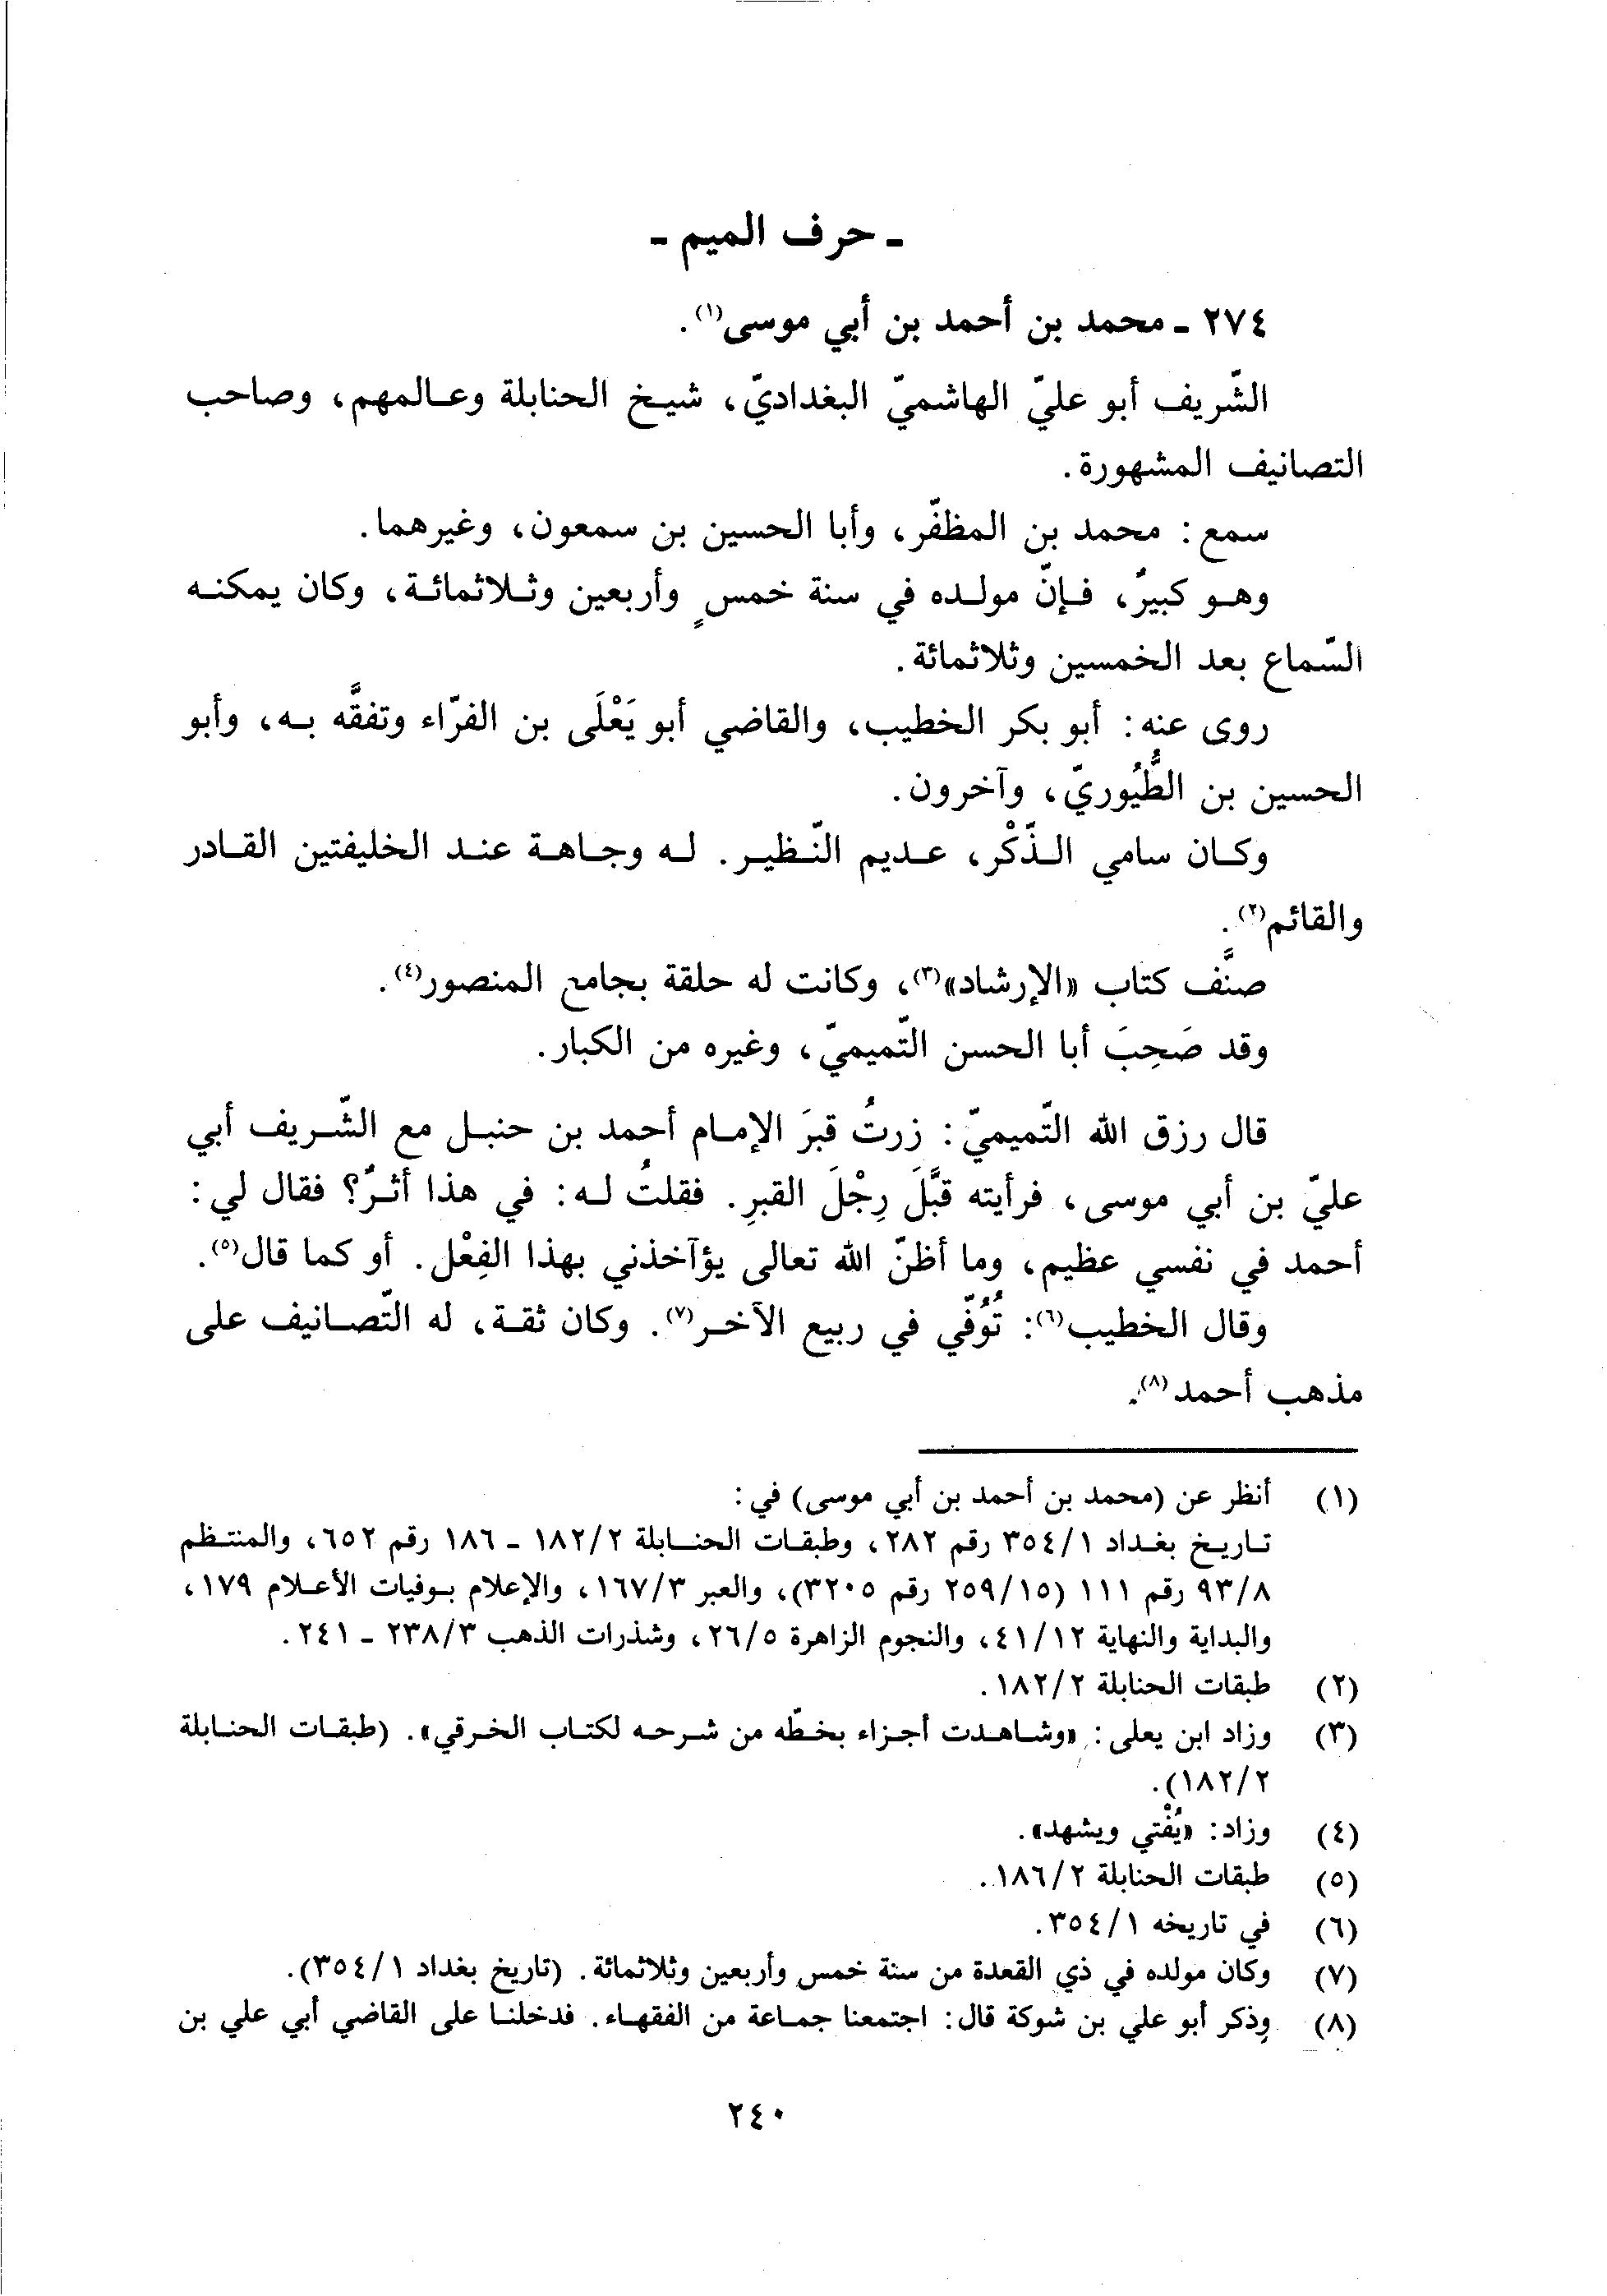 - حرف الميم -
٢٧٤ - محمد بن أحمد بن أبي موسى(١).
الشّريف أبو عليّ الهاشميّ البغداديّ، شيخ الحنابلة وعالمهم، وصاحب
التصانيف المشهورة.
سمع: محمد بن المظفّر، وأبا الحسين بن سمعون، وغيرهما.
وهو كبيرٌ، فإنّ مولده في سنة خمسٍ وأربعين وثلاثمائة، وكان يمكنه
السّماع بعد الخمسين وثلاثمائة.
روى عنه: أبو بكر الخطيب، والقاضي أبو يَعْلَى بن الفرّاء وتفقَّه به، وأبو
الحسين بن الطُّيُوريّ، وآخرون.
وكان سامي الذّكْر، عديم النّظير. له وجاهة عند الخليفتين القادر
والقائم(٢).
صنَّف كتاب «الإرشاد»(٣)، وكانت له حلقة بجامع المنصور(٤).
وقد صَحِبَ أبا الحسن التّميميّ، وغيره من الكبار.
قال رزق الله التّميميّ: زرتُ قبرَ الإمام أحمد بن حنبل مع الشّريف أبي
عليّ بن أبي موسى، فرأيته قبَّلَ رِجْلَ القبرِ. فقلتُ له: في هذا أثرٌ؟ فقال لي:
أحمد في نفسي عظيم، وما أظنّ الله تعالى يؤآخذني بهذا الفِعْل. أو كما قال(٥).
وقال الخطيب(٦): تُوُفّي في ربيع الآخر(٧). وكان ثقة، له التّصانيف على
مذهب أحمد(٨).
(١) أنظر عن (محمد بن أحمد بن أبي موسى) في:
تاريخ بغداد ١/٣٥٤ رقم ٢٨٢، وطبقات الحنابلة ٢/١٨٢ - ١٨٦ رقم ٦٥٢، والمنتظم
٨/٩٣ رقم ١١١ (١٥/٢٥٩ رقم ٣٢٠٥)، والعبر ٣/١٦٧، والإعلام بوفيات الأعلام ١٧٩،
والبداية والنهاية ١٢/٤١، والنجوم الزاهرة ٥/٢٦، وشذرات الذهب ٣/٢٣٨ - ٢٤١.
(٢) طبقات الحنابلة ٢/١٨٢.
(٣) وزاد ابن يعلى: «وشاهدت أجزاء بخطّه من شرحه لكتاب الخرقي». (طبقات الحنابلة
٢/١٨٢).
(٤) وزاد: «يُفْتي ويشهد».
(٥) طبقات الحنابلة ٢/١٨٦.
(٦) في تاريخه ١/٣٥٤.
(٧) وكان مولده في ذي القعدة من سنة خمس وأربعين وثلاثمائة. (تاريخ بغداد ١/٣٥٤).
(٨) وذكر أبو علي بن شوكة قال: اجتمعنا جماعة من الفقهاء. فدخلنا على القاضي أبي علي بن
٢٤٠